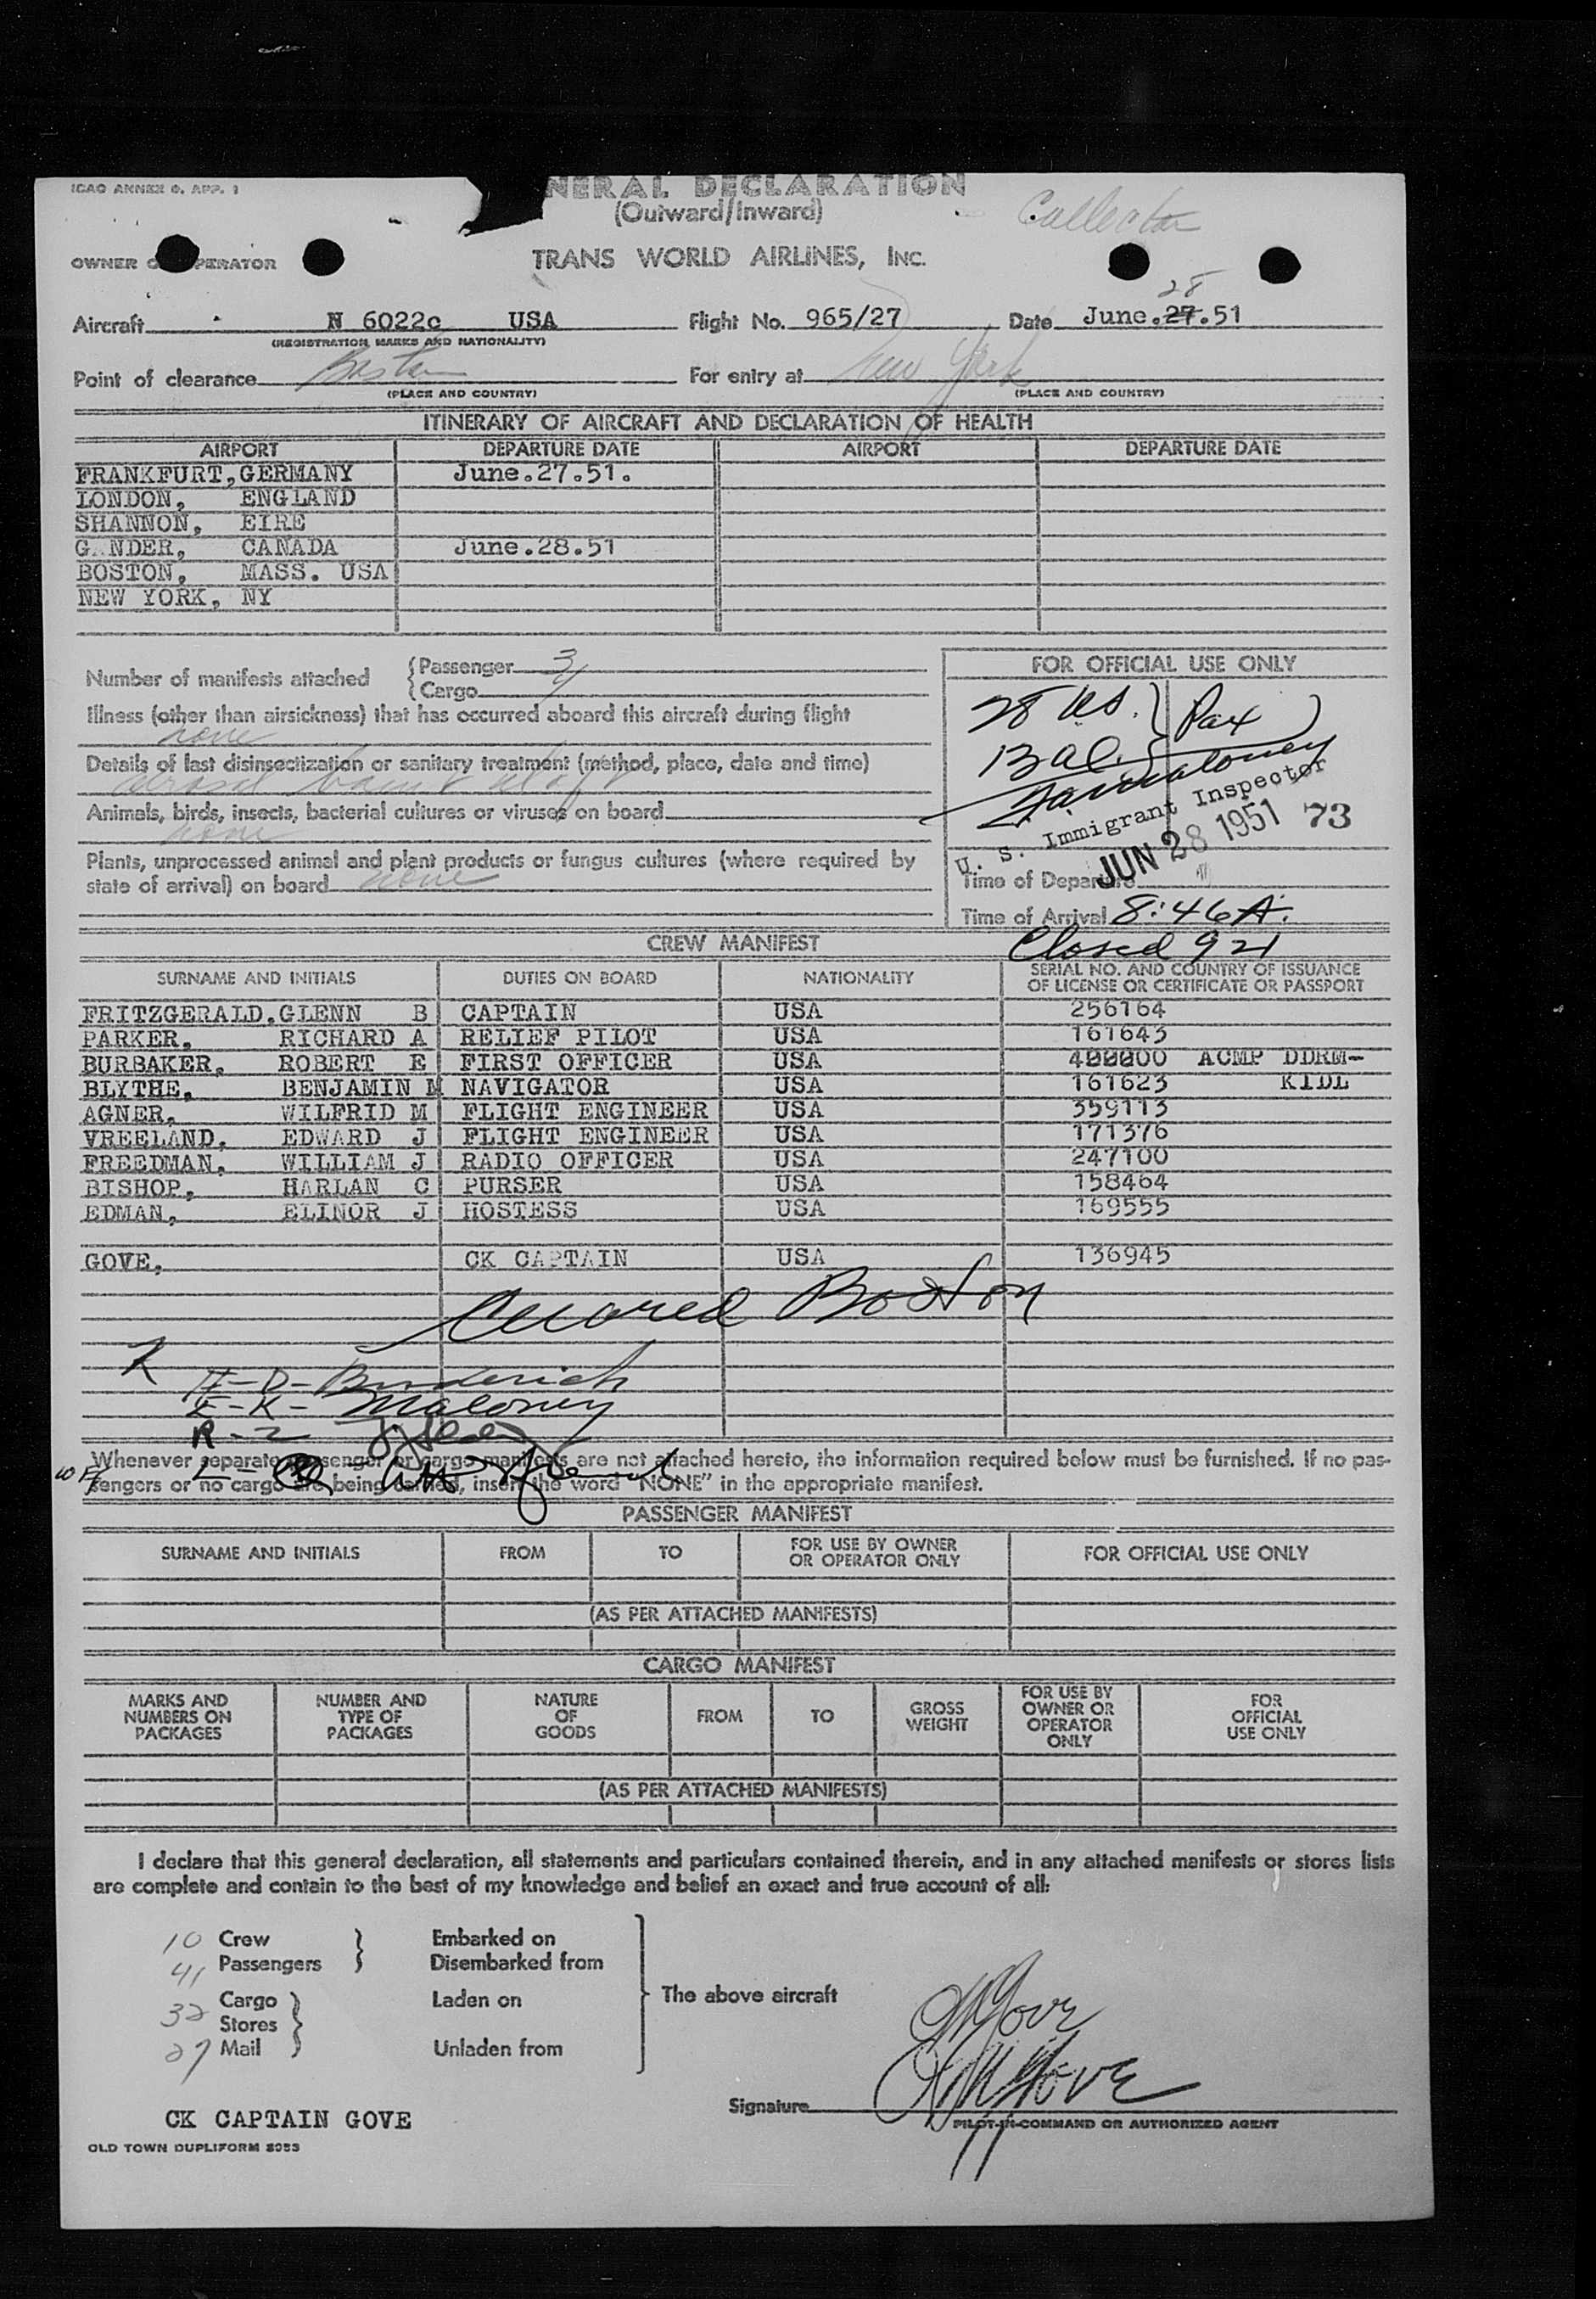 ICAO ANNEX 9, APP. 1
NERAL DECLARATION
(Outward/Inward)
Collector
OWNER O PERATOR
TRANS WORLD AIRLINES, INC.
28
Aircraft N 6022c USA Flight No. 965/27 Date June.27.51
(REGISTRATION MARKS AND NATIONALITY)
Point of clearance Boston For entry at New York
(PLACE AND COUNTRY) (PLACE AND COUNTRY)
ITINERARY OF AIRCRAFT AND DECLARATION OF HEALTH
AIRPORT DEPARTURE DATE AIRPORT DEPARTURE DATE
FRANKFURT,GERMANY June.27.51.
LONDON, ENGLAND
SHANNON, EIRE
G NDER, CANADA June.28.51
BOSTON, MASS. USA
NEW YORK, NY
Number of manifests attached
Passenger 3
Cargo
Illness (other than airsickness) that has occurred aboard this aircraft during flight
none
Details of last disinsectization or sanitary treatment (method, place, date and time)
aerosol bomb
Animals, birds, insects, bacterial cultures or viruses on board
none
Plants, unprocessed animal and plant products or fungus cultures (where required by
state of arrival) on board none
FOR OFFICIAL USE ONLY
28 US. Pax
13 al.
U. S. Immigrant Inspector 73
JUN 28 1951
Time of Departure
Time of Arrival 8:46 A.
Closed 921
CREW MANIFEST
SURNAME AND INITIALS DUTIES ON BOARD NATIONALITY SERIAL NO. AND COUNTRY OF ISSUANCE
OF LICENSE OR CERTIFICATE OR PASSPORT
FRITZGERALD.GLENN B CAPTAIN USA 256164
PARKER, RICHARD A RELIEF PILOT USA 161643
BURBAKER, ROBERT E FIRST OFFICER USA ACMP DDRM-
BLYTHE, BENJAMIN M NAVIGATOR USA 161623 KIDL
AGNER, WILFRID M FLIGHT ENGINEER USA 359113
VREELAND, EDWARD J FLIGHT ENGINEER USA 171376
FREEDMAN, WILLIAM J RADIO OFFICER USA 247100
BISHOP, HARLAN C PURSER USA 158464
EDMAN, ELINOR J HOSTESS USA 169555
GOVE, CK CAPTAIN USA 136945
Cleared Boston
E-K- Maloney
R-2
Whenever separate passenger or cargo manifests are not attached hereto, the information required below must be furnished. If no pas-
sengers or no cargo are being carried, insert the word "NONE" in the appropriate manifest.
PASSENGER MANIFEST
SURNAME AND INITIALS FROM TO FOR USE BY OWNER
OR OPERATOR ONLY FOR OFFICIAL USE ONLY
(AS PER ATTACHED MANIFESTS)
CARGO MANIFEST
MARKS AND
NUMBERS ON
PACKAGES
NUMBER AND
TYPE OF
PACKAGES
NATURE
OF
GOODS
FROM
TO
GROSS
WEIGHT
FOR USE BY
OWNER OR
OPERATOR
ONLY
FOR
OFFICIAL
USE ONLY
(AS PER ATTACHED MANIFESTS)
I declare that this general declaration, all statements and particulars contained therein, and in any attached manifests or stores lists
are complete and contain to the best of my knowledge and belief an exact and true account of all:
10 Crew Embarked on
41 Passengers Disembarked from
32 Cargo Laden on The above aircraft
Stores
27 Mail Unladen from
Gove
Gove
Signature
PILOT-IN-COMMAND OR AUTHORIZED AGENT
CK CAPTAIN GOVE
OLD TOWN DUPLIFORM 8053